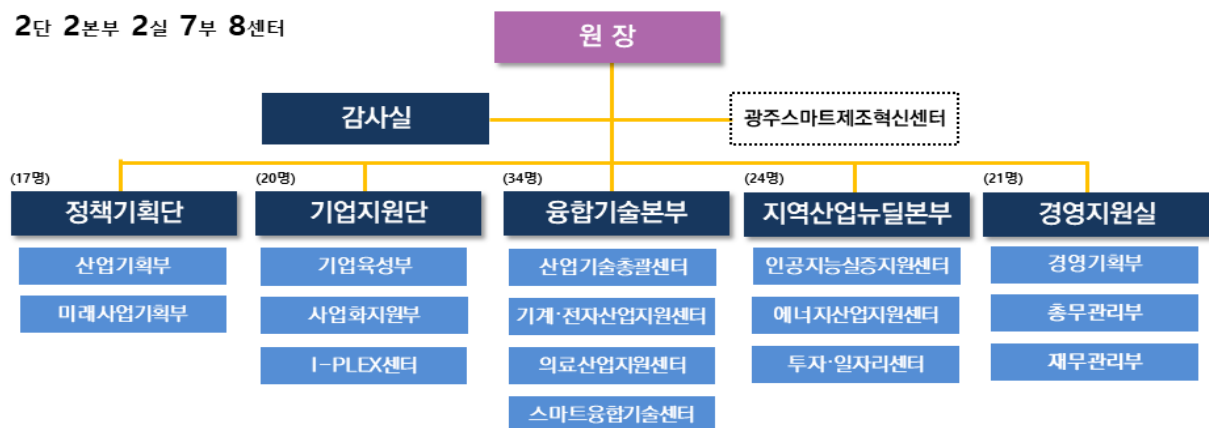 2단 2본부 2실 7부 8센터
원 장
감사실
광주스마트제조혁신센터
(17명)
정책기획단
산업기획부
미래사업기획부
(20명)
기업지원단
기업육성부
사업화지원부
I-PLEX센터
(34명)
융합기술본부
산업기술총괄센터
기계·전자산업지원센터
의료산업지원센터
스마트융합기술센터
(24명)
지역산업뉴딜본부
인공지능실증지원센터
에너지산업지원센터
투자·일자리센터
(21명)
경영지원실
경영기획부
총무관리부
재무관리부